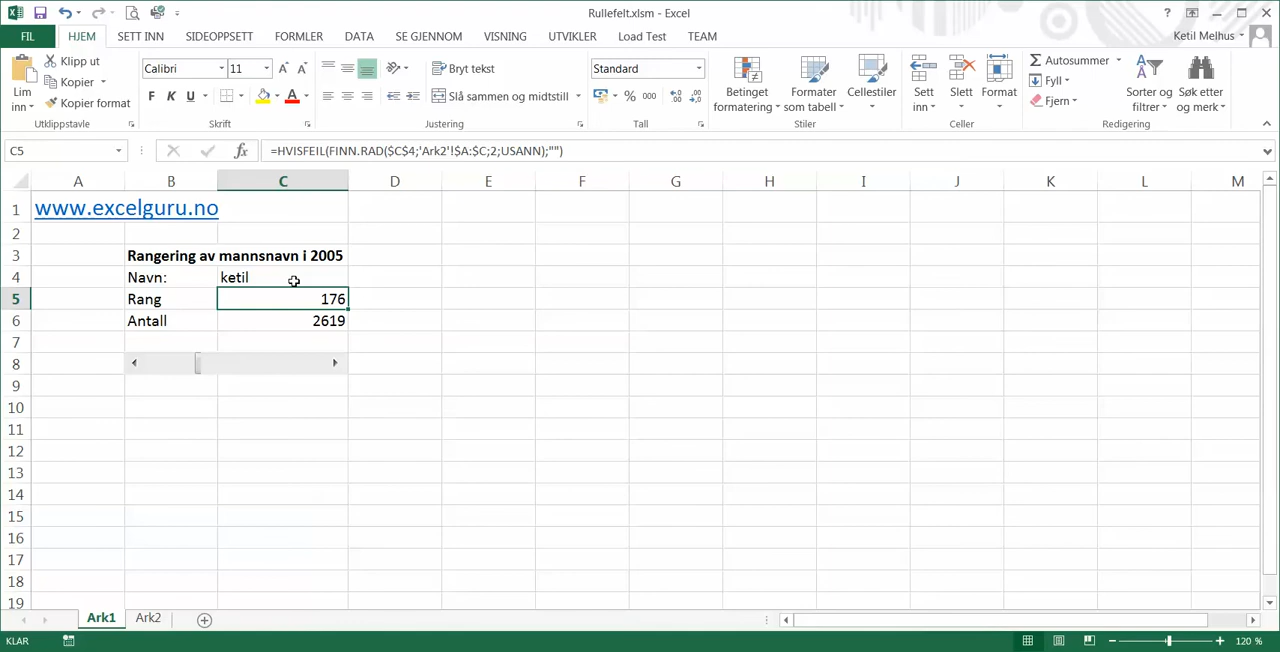 Rullefelt.xlsm - Excel
?
FIL HJEM SETT INN SIDEOPPSETT FORMLER DATA SE GJENNOM VISNING UTVIKLER Load Test TEAM Ketil Melhus
Lim inn
Klipp ut
Kopier
Kopier format
Utklippstavle
Calibri 11
F K U A
Skrift
Bryt tekst
Slå sammen og midtstill
Justering
Standard
% 000
Tall
Betinget formatering
Formater som tabell
Cellestiler
Stiler
Sett inn
Slett
Format
Celler
Autosummer
Fyll
Fjern
Sorter og filtrer
Søk etter og merk
Redigering
C5 fx =HVISFEIL(FINN.RAD($C$4;'Ark2'!$A:$C;2;USANN);"")
A B C D E F G H I J K L M
1 www.excelguru.no
2
3 Rangering av mannsnavn i 2005
4 Navn: ketil
5 Rang 176
6 Antall 2619
7
8
9
10
11
12
13
14
15
16
17
18
19
Ark1 Ark2
KLAR 120 %